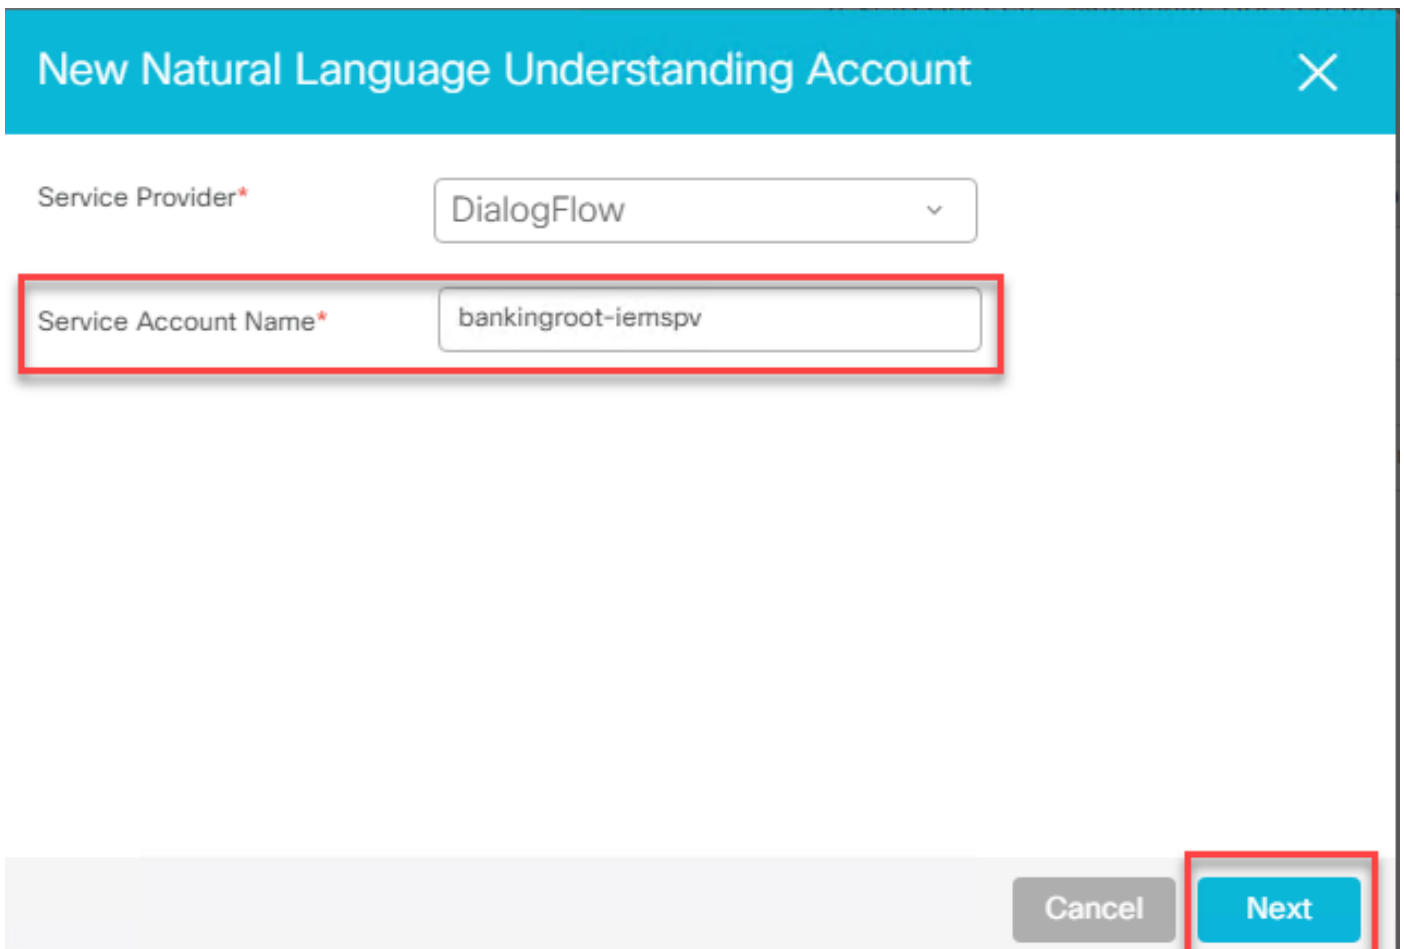 New Natural Language Understanding Account
Service Provider*
DialogFlow
Service Account Name*
bankingroot-iemspv
Cancel
Next